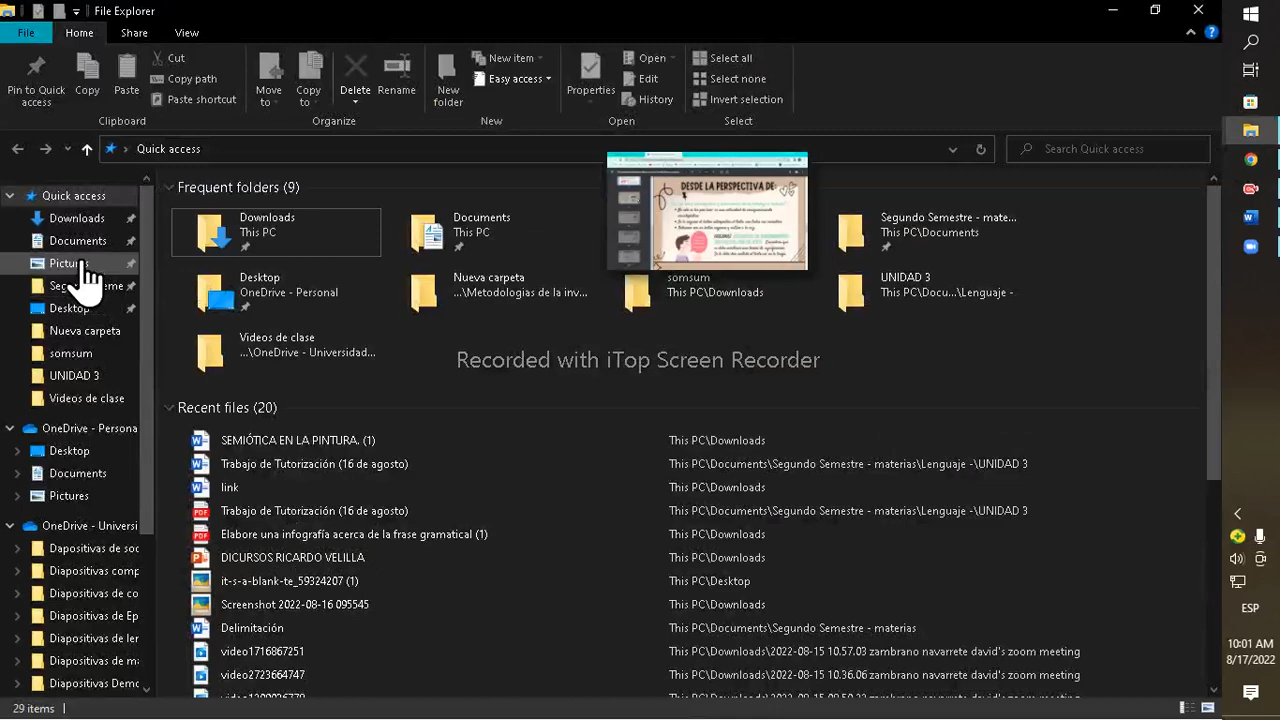 File Explorer
File Home Share View
Pin to Quick access
Copy
Paste
Cut
Copy path
Paste shortcut
Clipboard
Move to
Copy to
Delete
Rename
Organize
New folder
New item
Easy access
New
Properties
Open
Edit
History
Open
Select all
Select none
Invert selection
Select
Quick access
Search Quick access
Quick access
Downloads
Documents
Pictures
Desktop
Nueva carpeta
somsum
UNIDAD 3
Videos de clase
OneDrive - Persona
Desktop
Documents
Pictures
OneDrive - Universi
Dapositivas de soc
Diapositivas comp
Diapositivas de co
Diapositivas de Ep
Diapositivas de ler
Diapositivas de ma
Diapositivas Demo
Frequent folders (9)
Downloads
This PC
Documents
This PC
Segundo Semestre - mate...
This PC\Documents
Desktop
OneDrive - Personal
Nueva carpeta
...\Metodologias de la inv...
somsum
This PC\Downloads
UNIDAD 3
This PC\Docu...\Lenguaje -
Videos de clase
...\OneDrive - Universidad...
DESDE LA PERSPECTIVA DE:
Recorded with iTop Screen Recorder
Recent files (20)
SEMIÓTICA EN LA PINTURA. (1) This PC\Downloads
Trabajo de Tutorización (16 de agosto) This PC\Documents\Segundo Semestre - materias\Lenguaje -\UNIDAD 3
link This PC\Downloads
Trabajo de Tutorización (16 de agosto) This PC\Documents\Segundo Semestre - materias\Lenguaje -\UNIDAD 3
Elabore una infografía acerca de la frase gramatical (1) This PC\Downloads
DICURSOS RICARDO VELILLA This PC\Downloads
it-s-a-blank-te_59324207 (1) This PC\Desktop
Screenshot 2022-08-16 095545 This PC\Downloads
Delimitación This PC\Documents\Segundo Semestre - materias
video1716867251 This PC\Downloads\2022-08-15 10.57.03 zambrano navarrete david's zoom meeting
video2723664747 This PC\Downloads\2022-08-15 10.36.06 zambrano navarrete david's zoom meeting
29 items
ESP
10:01 AM
8/17/2022